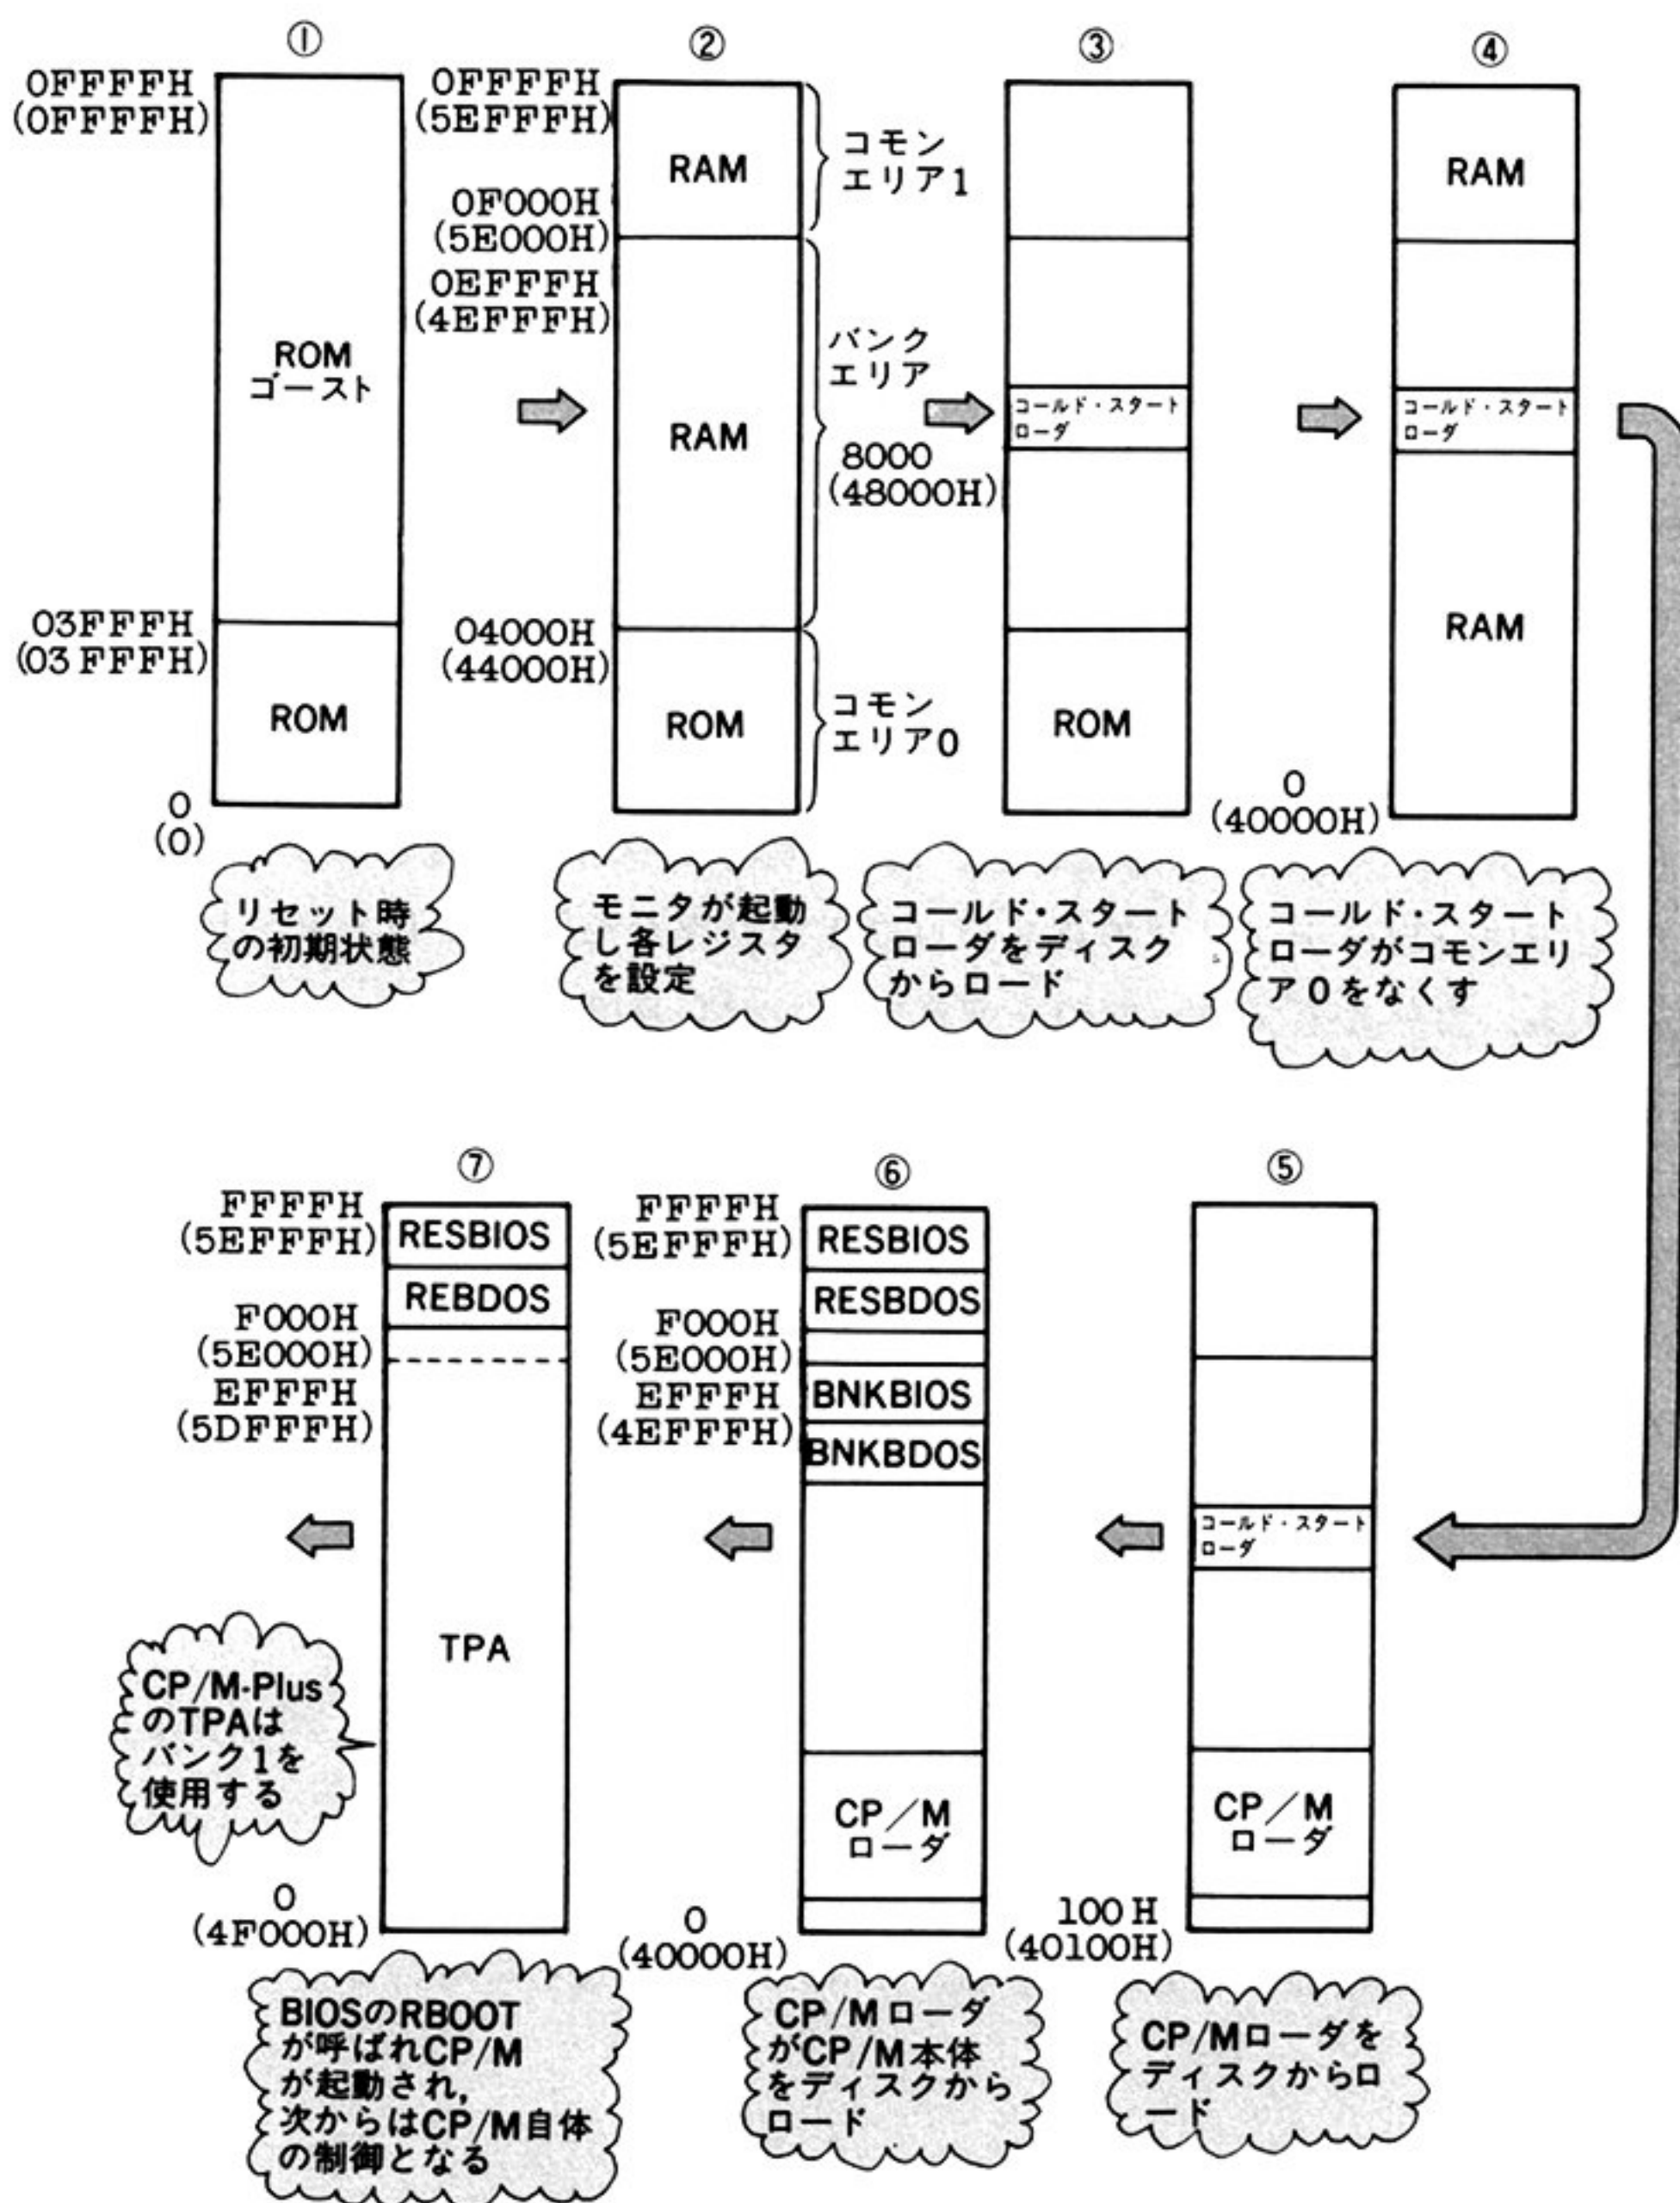 ①
0FFFFH
(0FFFFH)
ROM
ゴースト
03FFFH
(03FFFH)
ROM
0
(0)
リセット時
の初期状態
②
0FFFFH
(5EFFFH)
RAM
コモン
エリア1
0F000H
(5E000H)
0EFFFH
(4EFFFH)
バンク
エリア
RAM
8000
(48000H)
04000H
(44000H)
ROM
コモン
エリア0
モニタが起動
し各レジスタ
を設定
③
コールド・スタート
ローダ
ROM
コールド・スタート
ローダをディスク
からロード
④
RAM
コールド・スタート
ローダ
RAM
0
(40000H)
コールド・スタート
ローダがコモンエリ
ア0をなくす
⑦
FFFFH
(5EFFFH)
RESBIOS
REBDOS
F000H
(5E000H)
EFFFH
(5DFFFH)
TPA
CP/M-Plus
のTPAは
バンク1を
使用する
0
(4F000H)
BIOSのRBOOT
が呼ばれCP/M
が起動され,
次からはCP/M自体
の制御となる
⑥
FFFFH
(5EFFFH)
RESBIOS
RESBDOS
F000H
(5E000H)
EFFFH
(4EFFFH)
BNKBIOS
BNKBDOS
CP/M
ローダ
0
(40000H)
CP/Mローダ
がCP/M本体
をディスクから
ロード
⑤
コールド・スタート
ローダ
CP/M
ローダ
100H
(40100H)
CP/Mローダを
ディスクからロ
ード